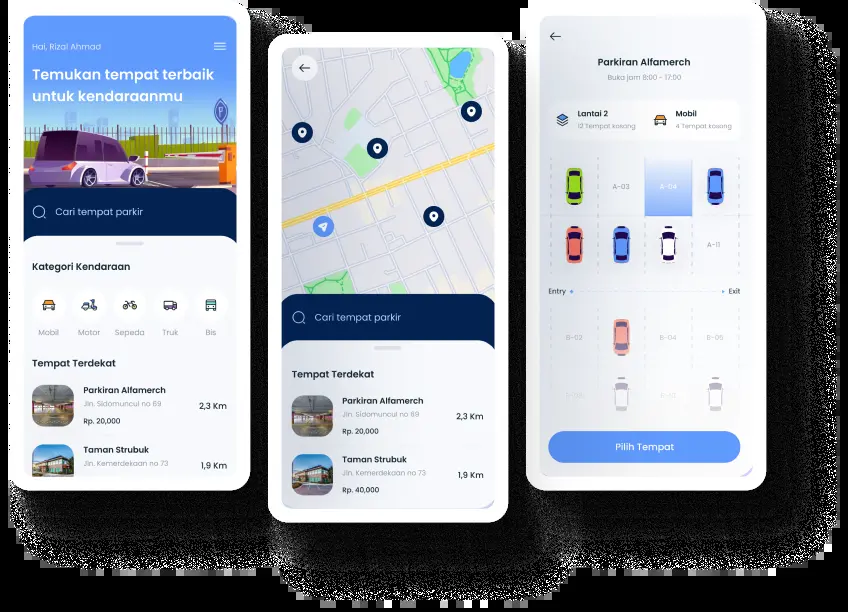 Hai, Rizal Ahmad
Temukan tempat terbaik
untuk kendaraanmu
Cari tempat parkir
Kategori Kendaraan
Mobil
Motor
Sepeda
Truk
Bis
Tempat Terdekat
Parkiran Alfamerch
Jln. Sidomuncul no 69
Rp. 20,000
2,3 Km
Taman Strubuk
Jln. Kemerdekaan no 73
1,9 Km
Cari tempat parkir
Tempat Terdekat
Parkiran Alfamerch
Jln. Sidomuncul no 69
Rp. 20,000
2,3 Km
Taman Strubuk
Jln. Kemerdekaan no 73
Rp. 40,000
1,9 Km
Parkiran Alfamerch
Buka jam 8:00 - 17:00
Lantai 2
12 Tempat kosong
Mobil
4 Tempat kosong
A-03
A-04
A-11
Entry
Exit
B-02
B-04
B-05
Pilih Tempat